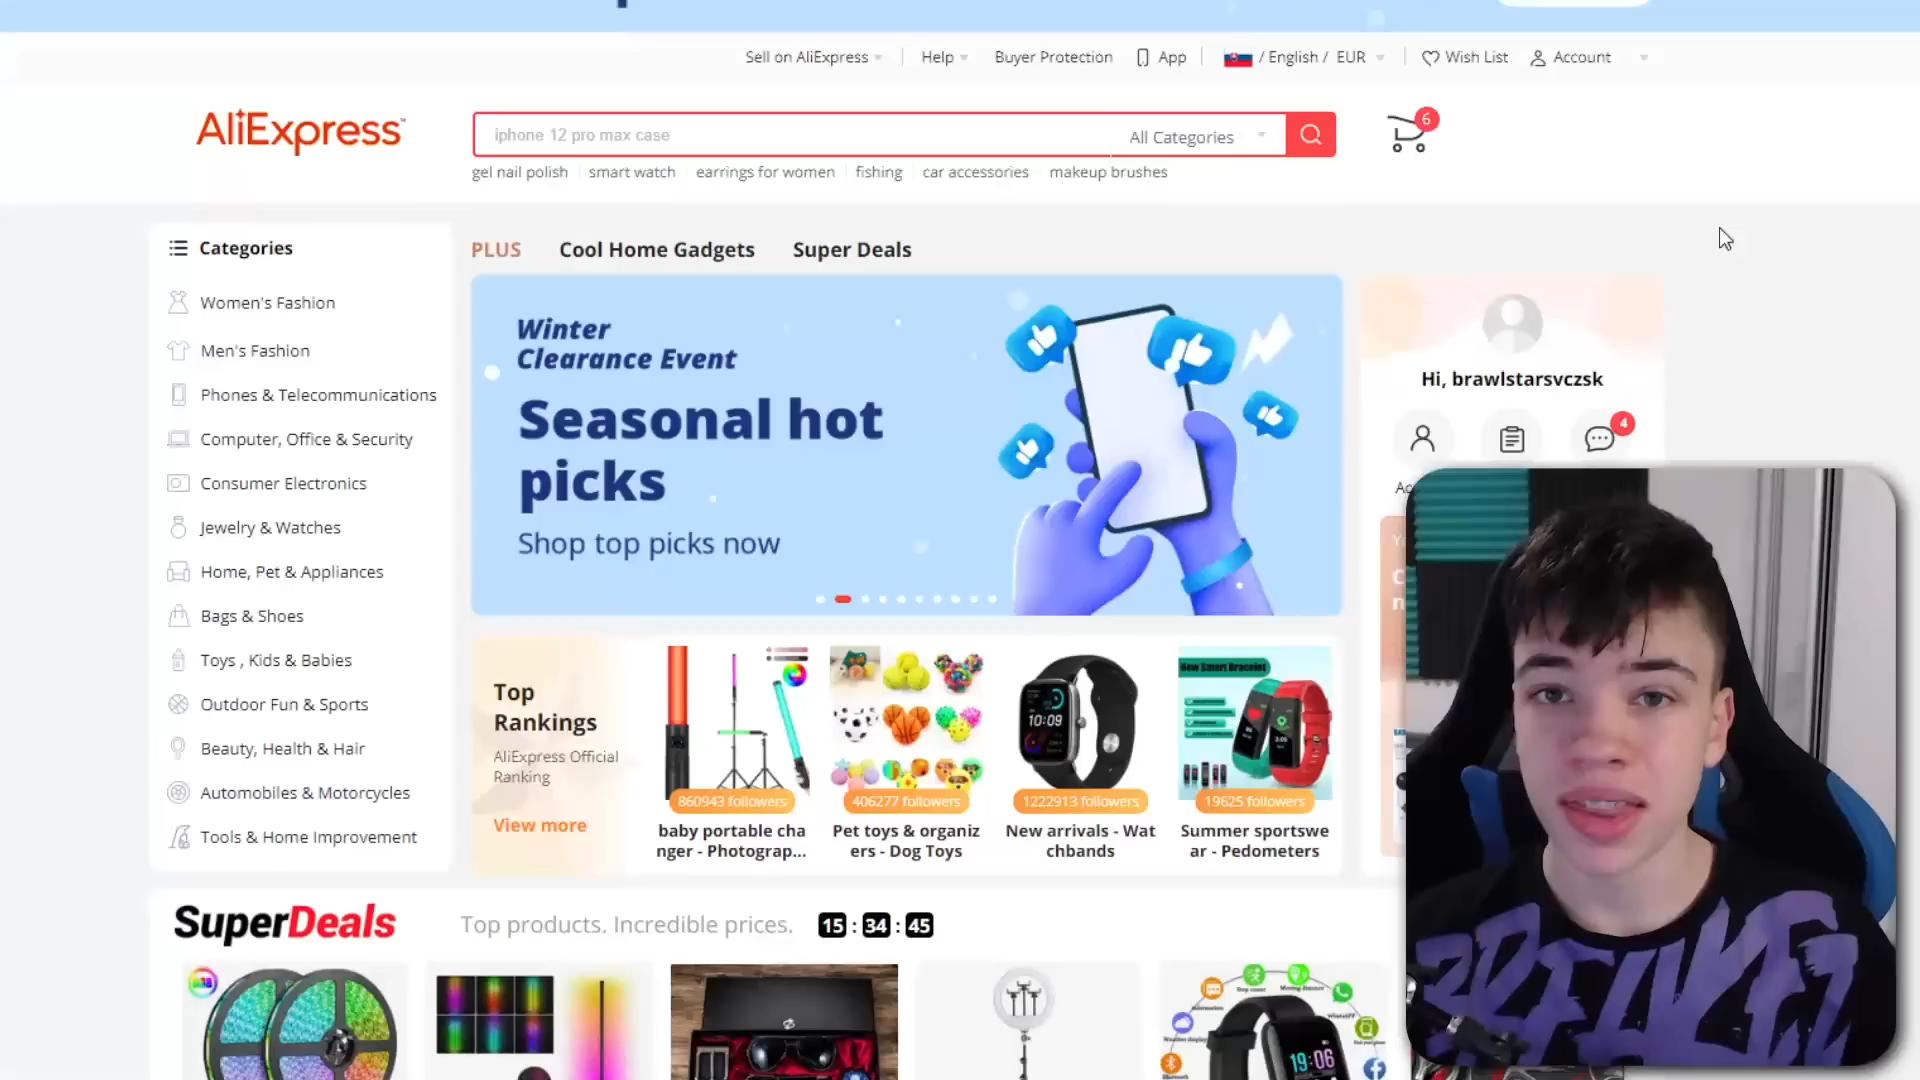 Sell on AliExpress
Help
Buyer Protection
App
/ English / EUR
Wish List
Account
AliExpress™
iphone 12 pro max case
All Categories
6
gel nail polish
smart watch
earrings for women
fishing
car accessories
makeup brushes
Categories
Women's Fashion
Men's Fashion
Phones & Telecommunications
Computer, Office & Security
Consumer Electronics
Jewelry & Watches
Home, Pet & Appliances
Bags & Shoes
Toys , Kids & Babies
Outdoor Fun & Sports
Beauty, Health & Hair
Automobiles & Motorcycles
Tools & Home Improvement
PLUS
Cool Home Gadgets
Super Deals
Winter
Clearance Event
Seasonal hot
picks
Shop top picks now
Hi, brawlstarsvczsk
4
Top
Rankings
AliExpress Official
Ranking
View more
860943 followers
baby portable cha
nger - Photograp...
406277 followers
Pet toys & organiz
ers - Dog Toys
10:09
1222913 followers
New arrivals - Wat
chbands
New Smart Bracelet
19625 followers
Summer sportswe
ar - Pedometers
SuperDeals
Top products. Incredible prices.
15 : 34 : 45
19:06